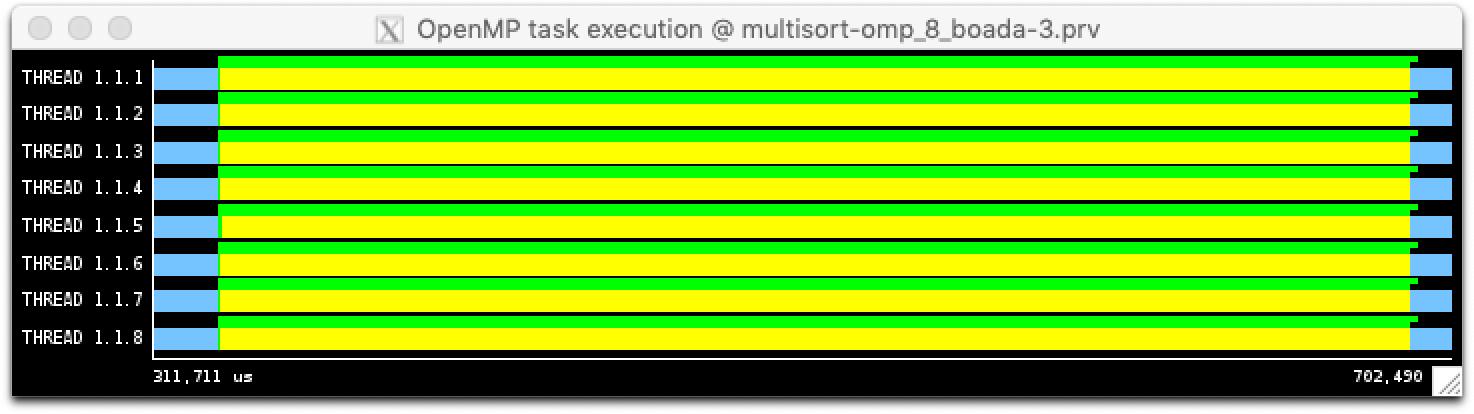 OpenMP task execution @ multisort-omp_8_boada-3.prv
THREAD 1.1.1
THREAD 1.1.2
THREAD 1.1.3
THREAD 1.1.4
THREAD 1.1.5
THREAD 1.1.6
THREAD 1.1.7
THREAD 1.1.8
311,711 us 702,490